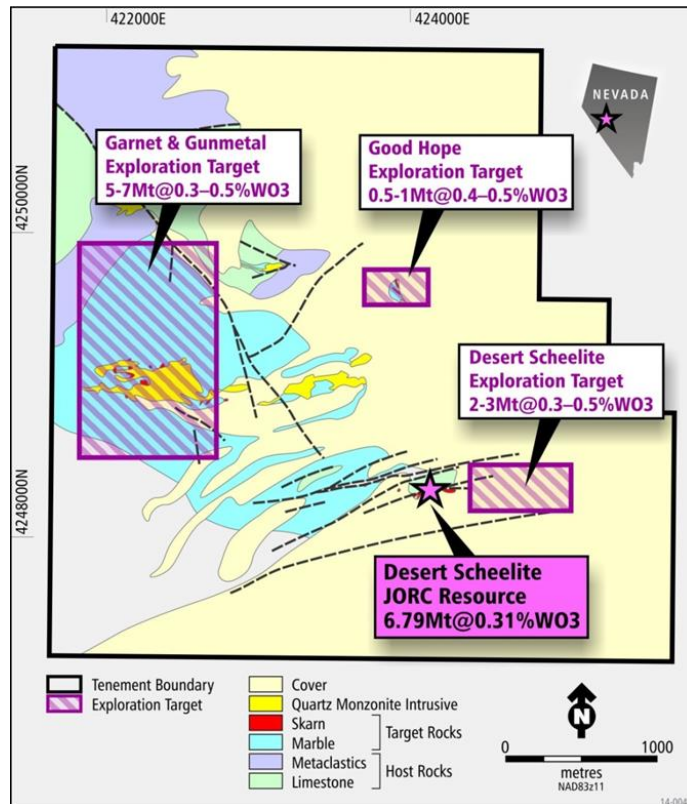 422000E
424000E
NEVADA
Garnet & Gunmetal
Exploration Target
5-7Mt@0.3–0.5%WO3
Good Hope
Exploration Target
0.5-1Mt@0.4–0.5%WO3
4250000N
Desert Scheelite
Exploration Target
2-3Mt@0.3–0.5%WO3
4248000N
Desert Scheelite
JORC Resource
6.79Mt@0.31%WO3
Tenement Boundary
Exploration Target
Cover
Quartz Monzonite Intrusive
Skarn
Marble
Target Rocks
Metaclastics
Limestone
Host Rocks
N
0
1000
metres
NAD83z11